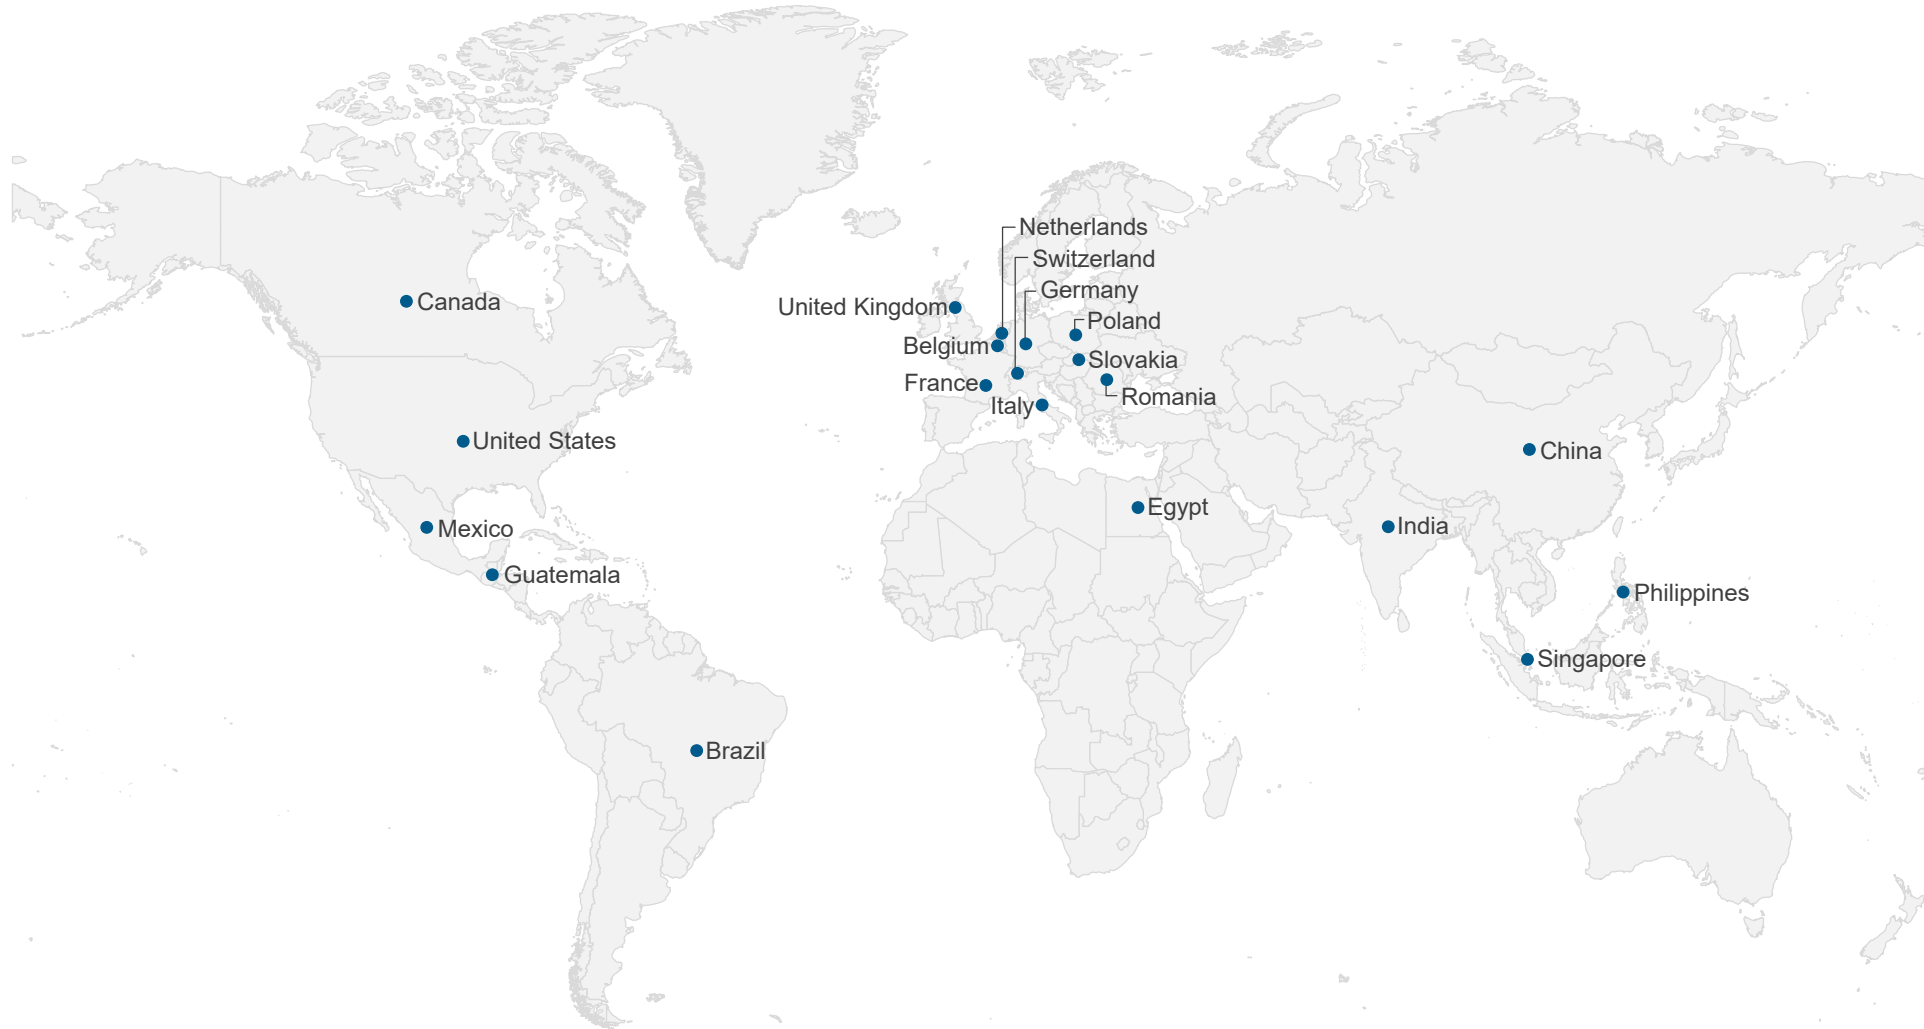 Netherlands
Switzerland
Germany
Canada
United Kingdom
Poland
Belgium
Slovakia
France
Romania
Italy
United States
China
Egypt
India
Mexico
Guatemala
Philippines
Singapore
Brazil